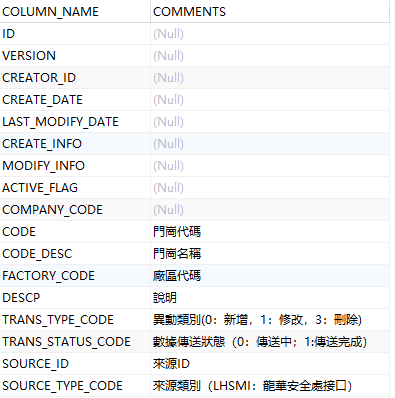 COLUMN_NAME COMMENTS
ID (Null)
VERSION (Null)
CREATOR_ID (Null)
CREATE_DATE (Null)
LAST_MODIFY_DATE (Null)
CREATE_INFO (Null)
MODIFY_INFO (Null)
ACTIVE_FLAG (Null)
COMPANY_CODE (Null)
CODE 門崗代碼
CODE_DESC 門崗名稱
FACTORY_CODE 廠區代碼
DESCP 說明
TRANS_TYPE_CODE 異動類別(0：新增，1：修改，3：刪除)
TRANS_STATUS_CODE 數據傳送狀態（0：傳送中；1:傳送完成）
SOURCE_ID 來源ID
SOURCE_TYPE_CODE 來源類別（LHSMI：龍華安全處接口）